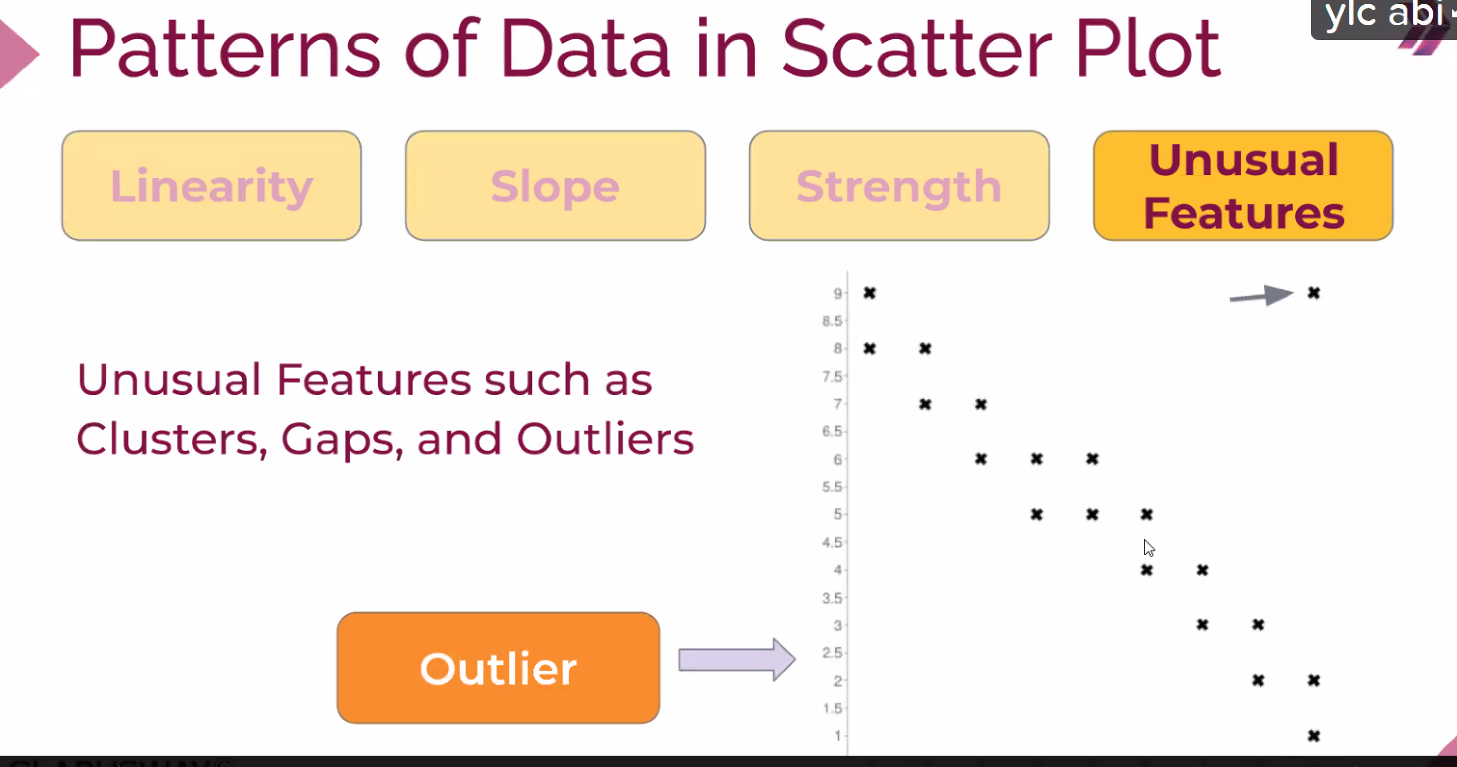 ylc abi
Patterns of Data in Scatter Plot
Linearity
Slope
Strength
Unusual
Features
Unusual Features such as
Clusters, Gaps, and Outliers
Outlier
9
8.5
8
7.5
7
6.5
6
5.5
5
4.5
4
3.5
3
2.5
2
1.5
1